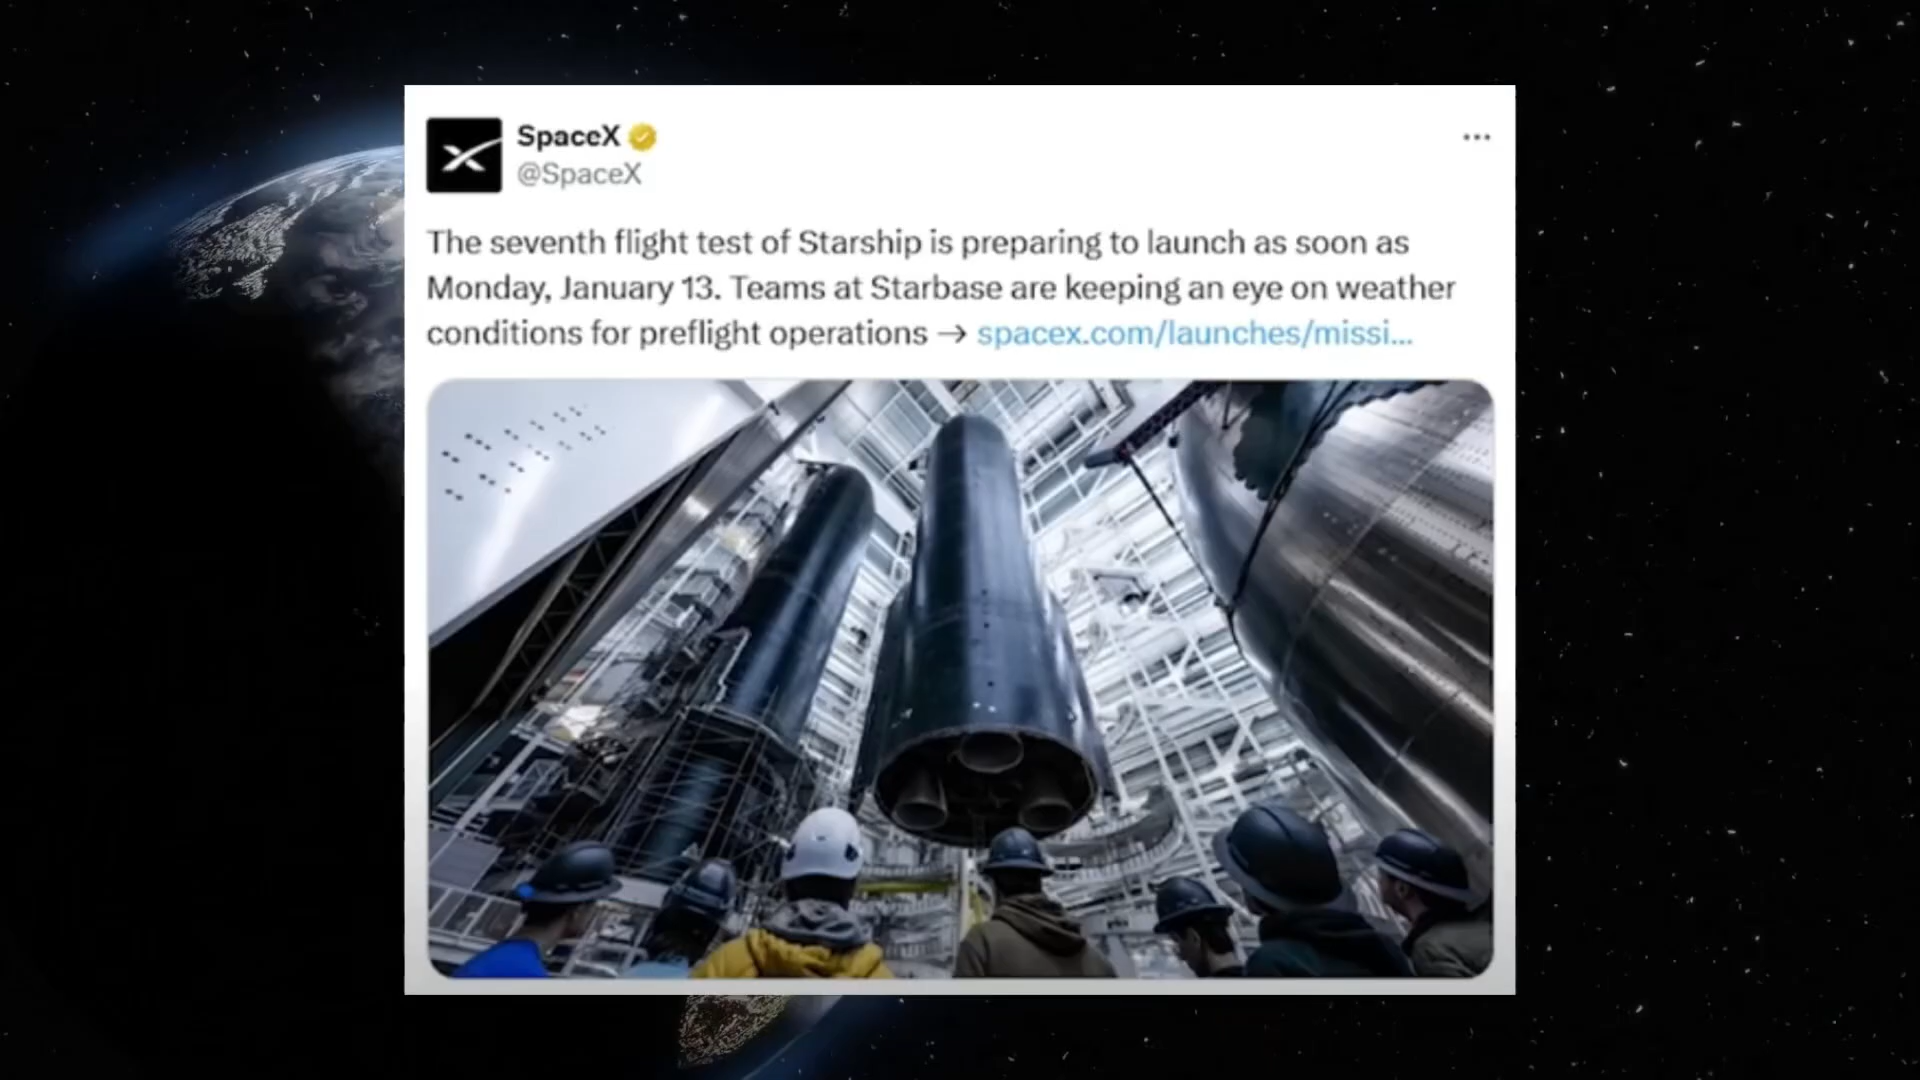 SpaceX
@SpaceX
The seventh flight test of Starship is preparing to launch as soon as
Monday, January 13. Teams at Starbase are keeping an eye on weather
conditions for preflight operations → spacex.com/launches/missi...